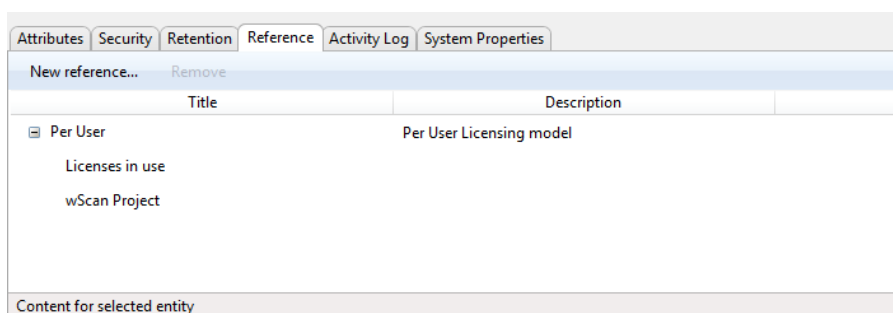 Attributes Security Retention Reference Activity Log System Properties
New reference... Remove
Title Description
Per User Per User Licensing model
Licenses in use
wScan Project
Content for selected entity